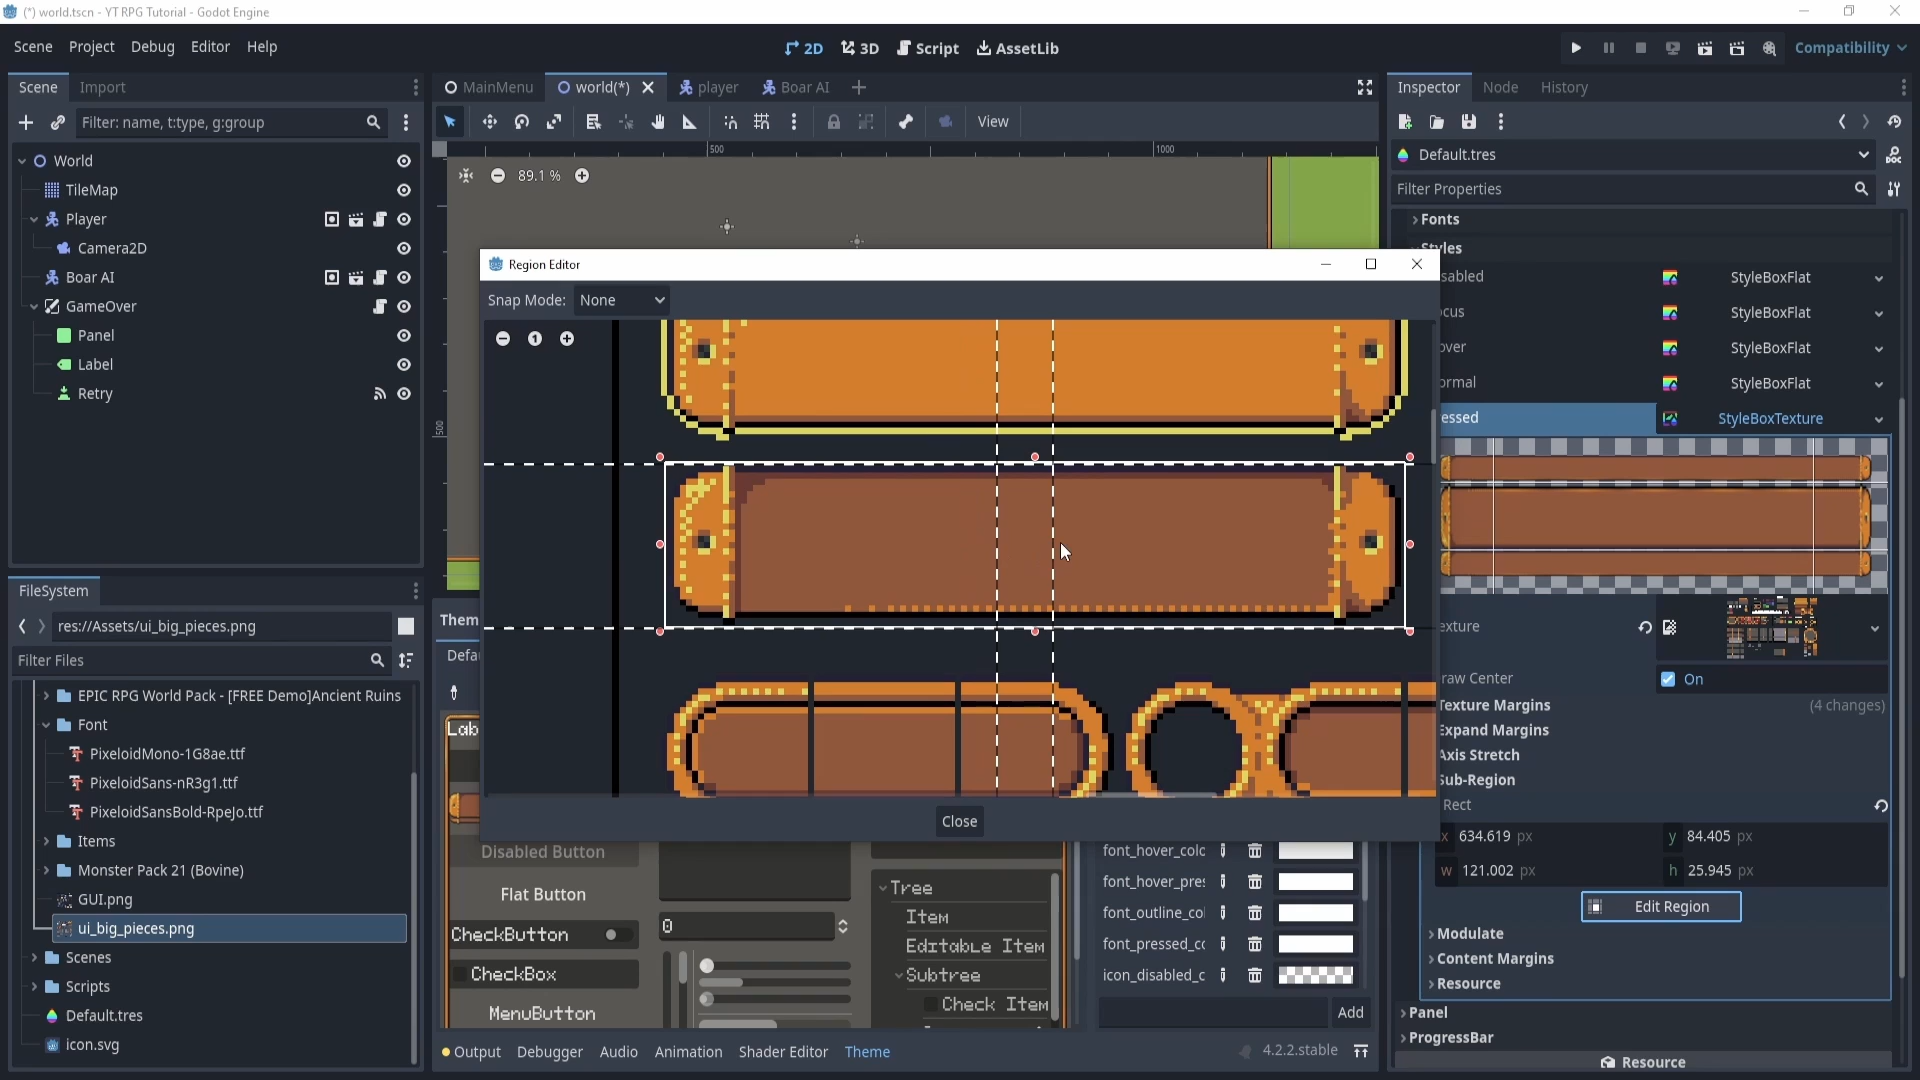 (*) world.tscn - YT RPG Tutorial - Godot Engine
Scene Project Debug Editor Help
2D 3D Script AssetLib
Compatibility
Scene Import
MainMenu world(*) player Boar AI
Inspector Node History
Filter: name, t:type, g:group
View
World
TileMap
Player
Camera2D
Boar AI
GameOver
Panel
Label
Retry
500
1000
89.1 %
500
Region Editor
Snap Mode: None
1
Close
Default.tres
Filter Properties
Fonts
Styles
sabled StyleBoxFlat
cus StyleBoxFlat
over StyleBoxFlat
ormal StyleBoxFlat
essed StyleBoxTexture
exture
raw Center On
Texture Margins (4 changes)
Expand Margins
Axis Stretch
Sub-Region
Rect
x 634.619 px y 84.405 px
w 121.002 px h 25.945 px
Edit Region
Modulate
Content Margins
Resource
Panel
ProgressBar
Resource
FileSystem
res://Assets/ui_big_pieces.png
Filter Files
EPIC RPG World Pack - [FREE Demo]Ancient Ruins
Font
PixeloidMono-1G8ae.ttf
PixeloidSans-nR3g1.ttf
PixeloidSansBold-RpeJo.ttf
Items
Monster Pack 21 (Bovine)
GUI.png
ui_big_pieces.png
Scenes
Scripts
Default.tres
icon.svg
Them
Defa
Lab
Disabled Button
Flat Button
CheckButton
CheckBox
MenuButton
0
Tree
Item
Editable Item
Subtree
Check Item
font_hover_colo
font_hover_pres
font_outline_col
font_pressed_co
icon_disabled_c
Add
Output Debugger Audio Animation Shader Editor Theme
4.2.2.stable